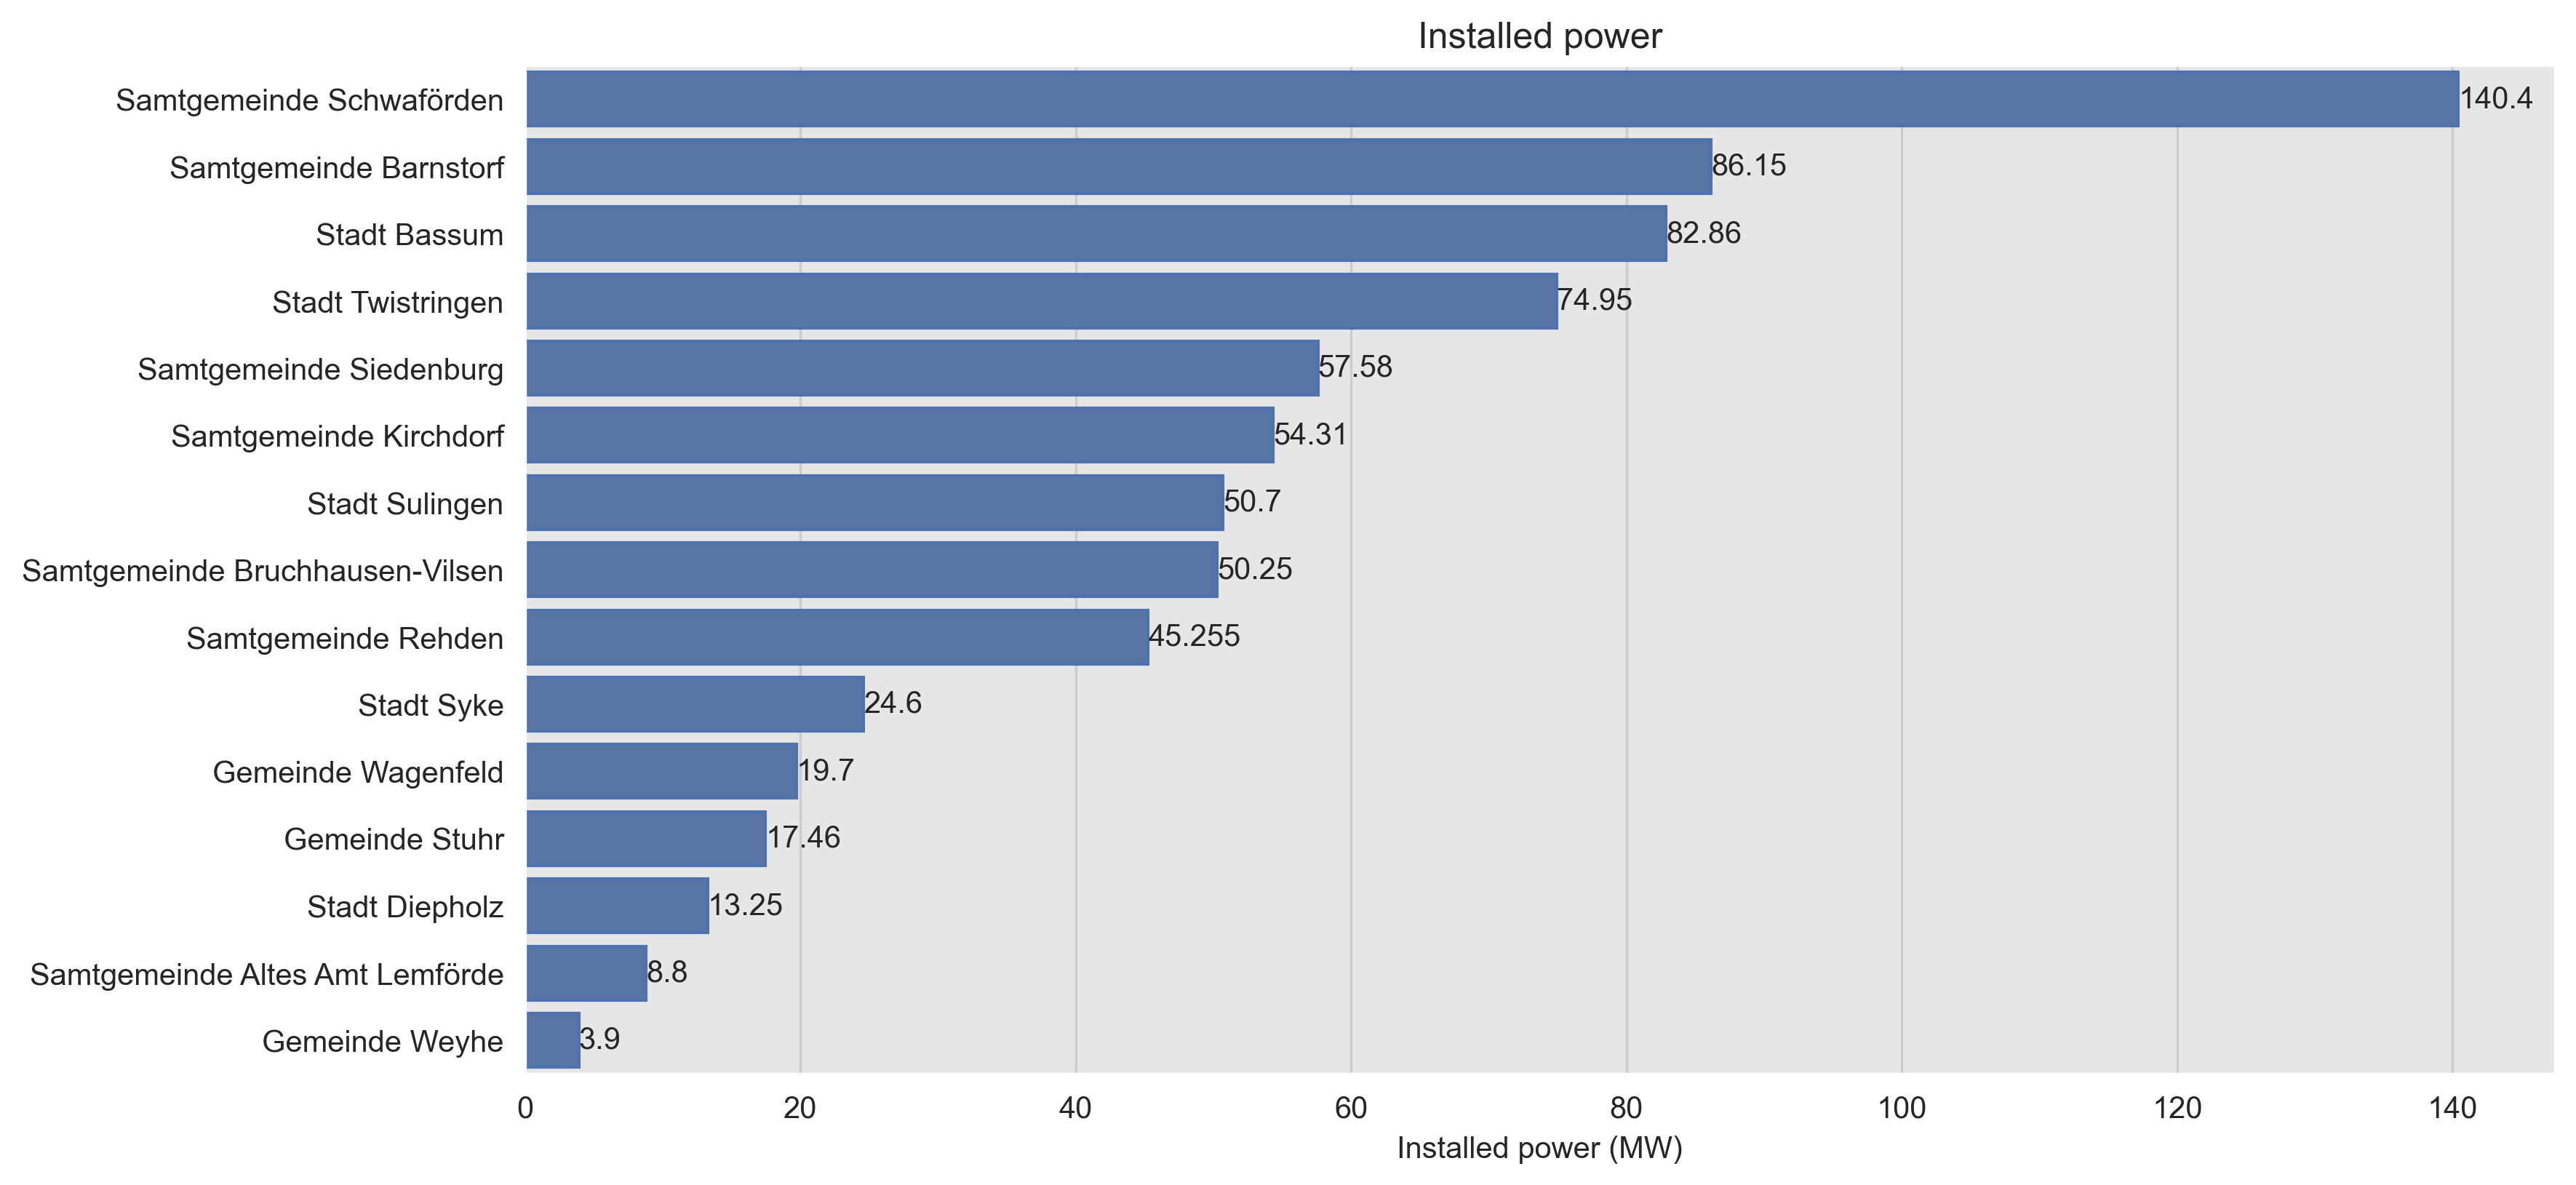 Installed power
Samtgemeinde Schwaförden 140.4
Samtgemeinde Barnstorf 86.15
Stadt Bassum 82.86
Stadt Twistringen 74.95
Samtgemeinde Siedenburg 57.58
Samtgemeinde Kirchdorf 54.31
Stadt Sulingen 50.7
Samtgemeinde Bruchhausen-Vilsen 50.25
Samtgemeinde Rehden 45.255
Stadt Syke 24.6
Gemeinde Wagenfeld 19.7
Gemeinde Stuhr 17.46
Stadt Diepholz 13.25
Samtgemeinde Altes Amt Lemförde 8.8
Gemeinde Weyhe 3.9
0 20 40 60 80 100 120 140
Installed power (MW)